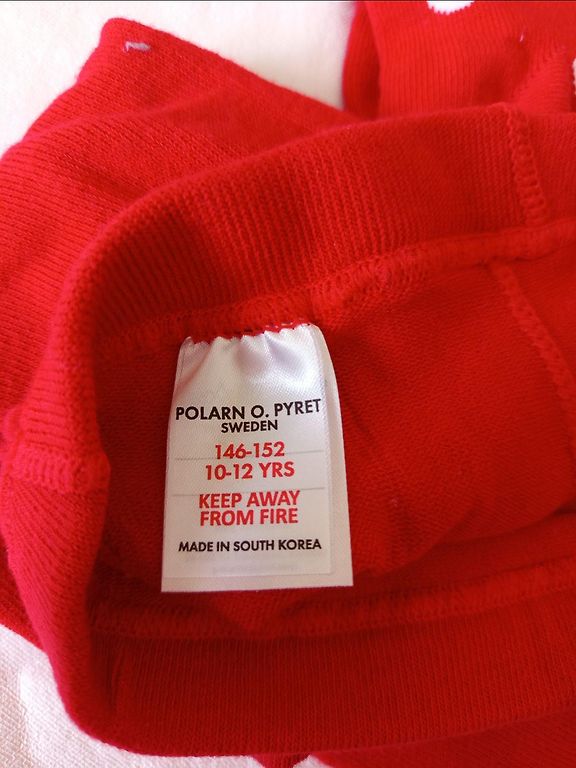 POLARN O. PYRET
SWEDEN
146-152
10-12 YRS
KEEP AWAY
FROM FIRE
MADE IN SOUTH KOREA